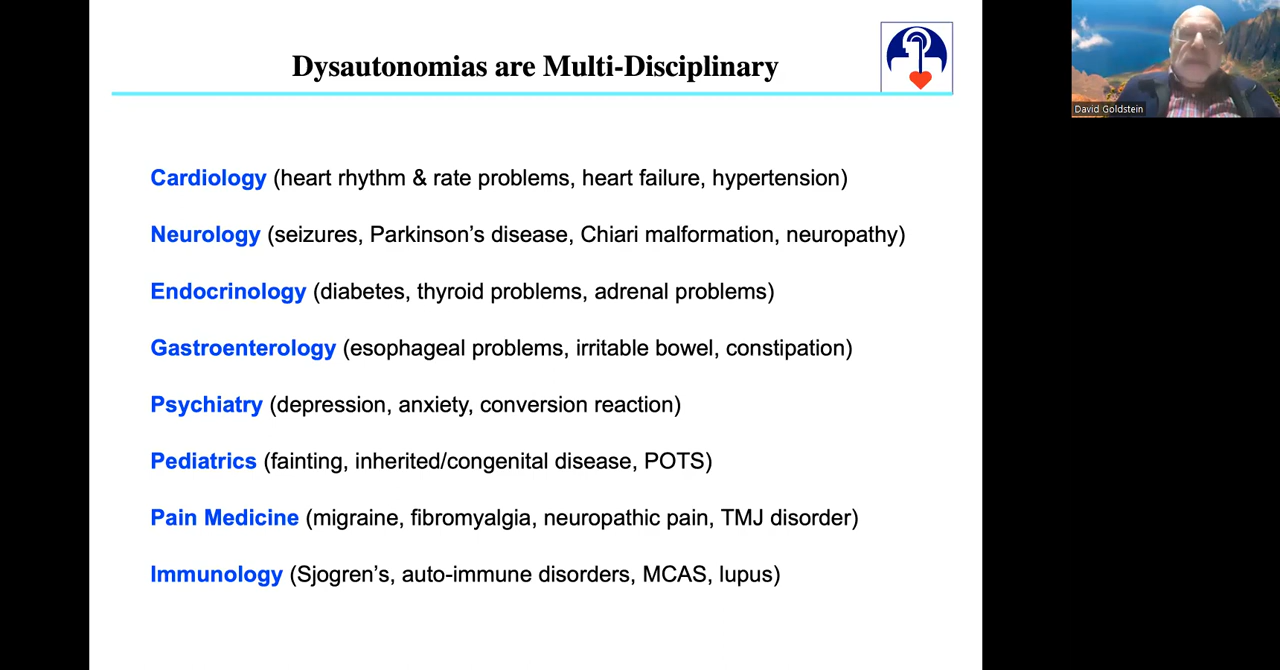 Dysautonomias are Multi-Disciplinary
David Goldstein
Cardiology (heart rhythm & rate problems, heart failure, hypertension)
Neurology (seizures, Parkinson’s disease, Chiari malformation, neuropathy)
Endocrinology (diabetes, thyroid problems, adrenal problems)
Gastroenterology (esophageal problems, irritable bowel, constipation)
Psychiatry (depression, anxiety, conversion reaction)
Pediatrics (fainting, inherited/congenital disease, POTS)
Pain Medicine (migraine, fibromyalgia, neuropathic pain, TMJ disorder)
Immunology (Sjogren’s, auto-immune disorders, MCAS, lupus)